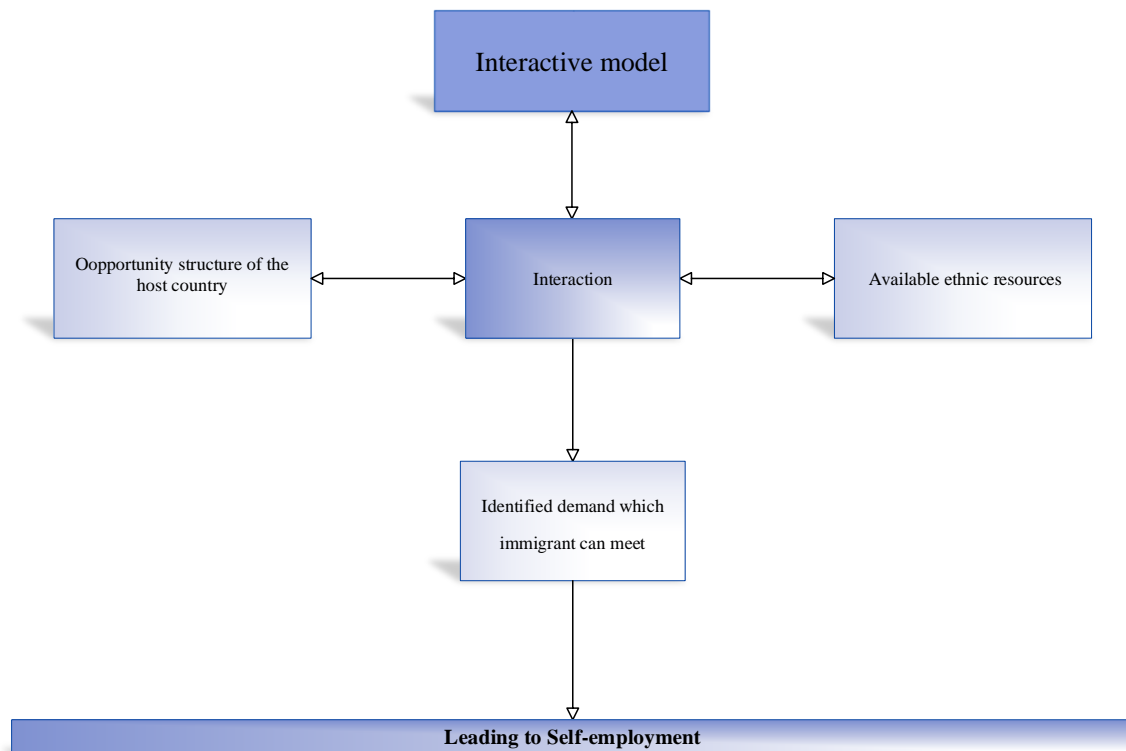 Interactive model
Oopportunity structure of the
host country
Interaction
Available ethnic resources
Identified demand which
immigrant can meet
Leading to Self-employment